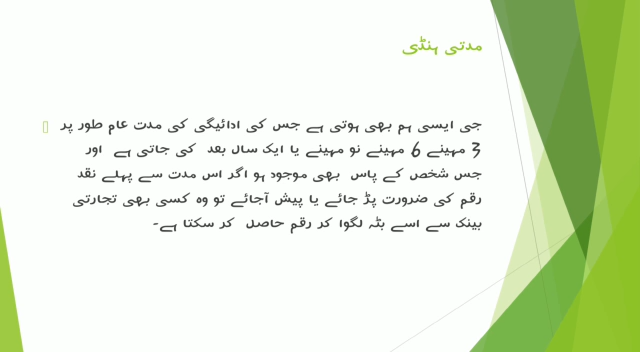 مدتی ہنڈی
جی ایسی ہم بھی ہوتی ہے جس کی ادائیگی کی مدت عام طور پر
3 مہینے 6 مہینے نو مہینے یا ایک سال بعد کی جاتی ہے اور
جس شخص کے پاس بھی موجود ہو اگر اس مدت سے پہلے نقد
رقم کی ضرورت پڑ جائے یا پیش آجائے تو وہ کسی بھی تجارتی
بینک سے اسے بٹہ لگوا کر رقم حاصل کر سکتا ہے۔